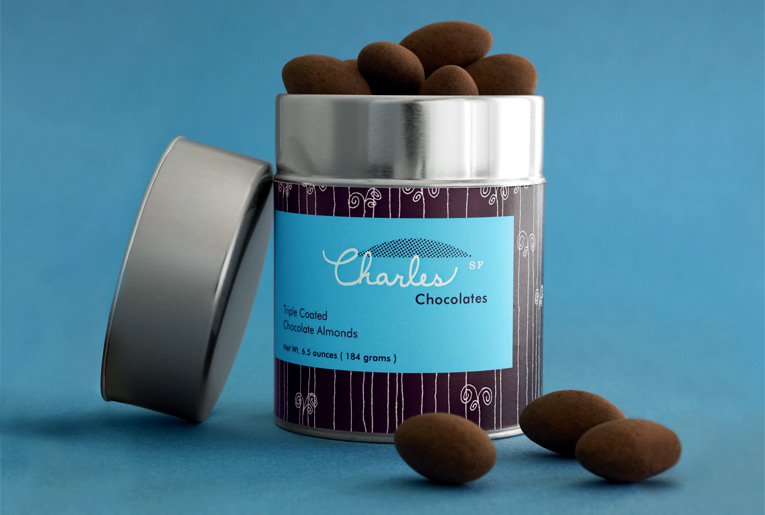 Charles SF
Chocolates
Triple Coated
Chocolate Almonds
Net Wt. 6.5 ounces ( 184 grams )